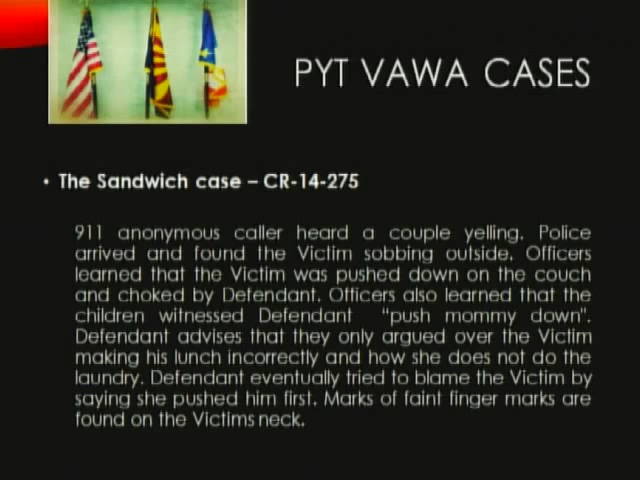 PYT VAWA CASES
• The Sandwich case – CR-14-275
911 anonymous caller heard a couple yelling. Police
arrived and found the Victim sobbing outside. Officers
learned that the Victim was pushed down on the couch
and choked by Defendant. Officers also learned that the
children witnessed Defendant "push mommy down".
Defendant advises that they only argued over the Victim
making his lunch incorrectly and how she does not do the
laundry. Defendant eventually tried to blame the Victim by
saying she pushed him first. Marks of faint finger marks are
found on the Victims neck.